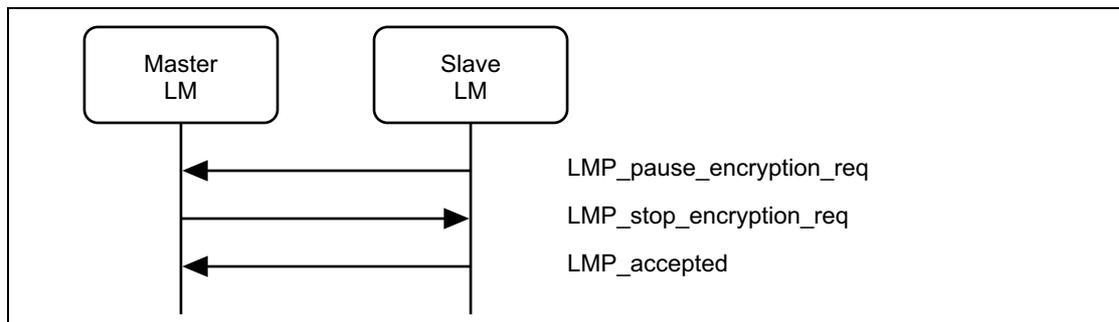 Master
LM
Slave
LM
LMP_pause_encryption_req
LMP_stop_encryption_req
LMP_accepted